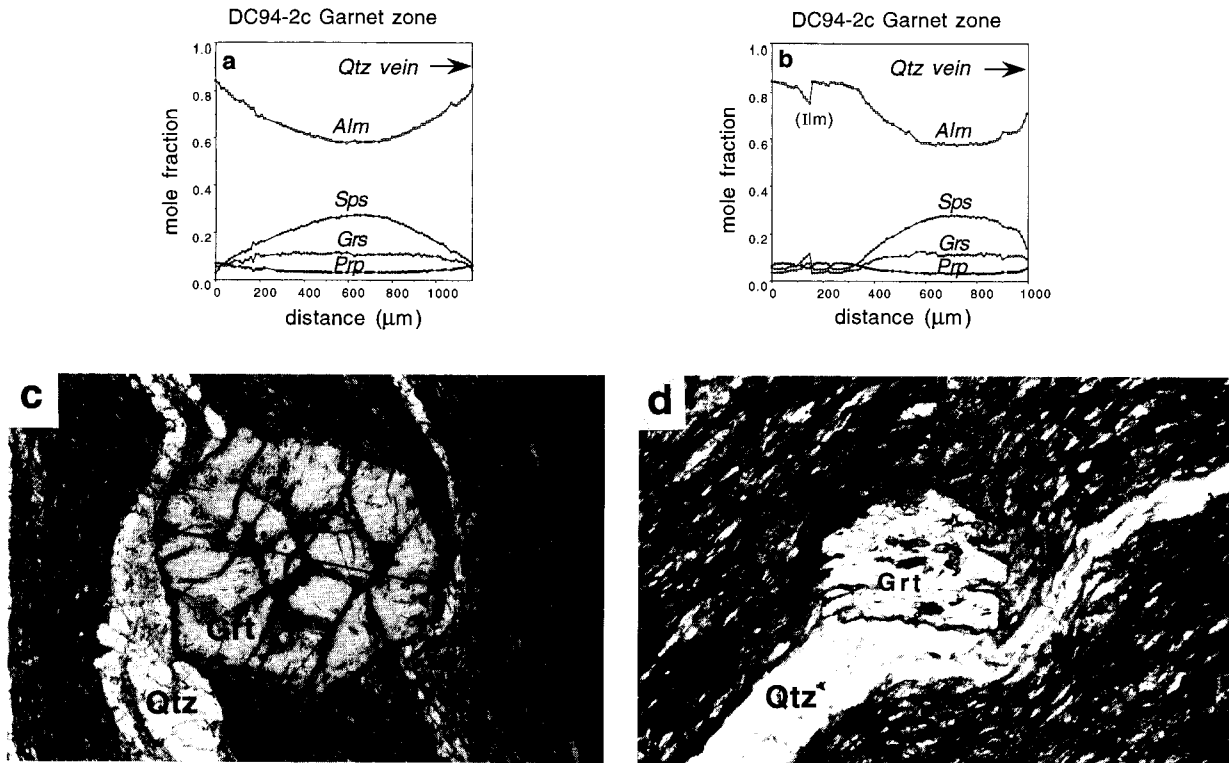 DC94-2c Garnet zone
a
Qtz vein
Alm
Sps
Grs
Prp
mole fraction
1.0
0.8
0.6
0.4
0.2
0.0
0 200 400 600 800 1000
distance (μm)
DC94-2c Garnet zone
b
Qtz vein
(Ilm)
Alm
Sps
Grs
Prp
mole fraction
1.0
0.8
0.6
0.4
0.2
0.0
0 200 400 600 800 1000
distance (μm)
c
Grt
Qtz
d
Grt
Qtz